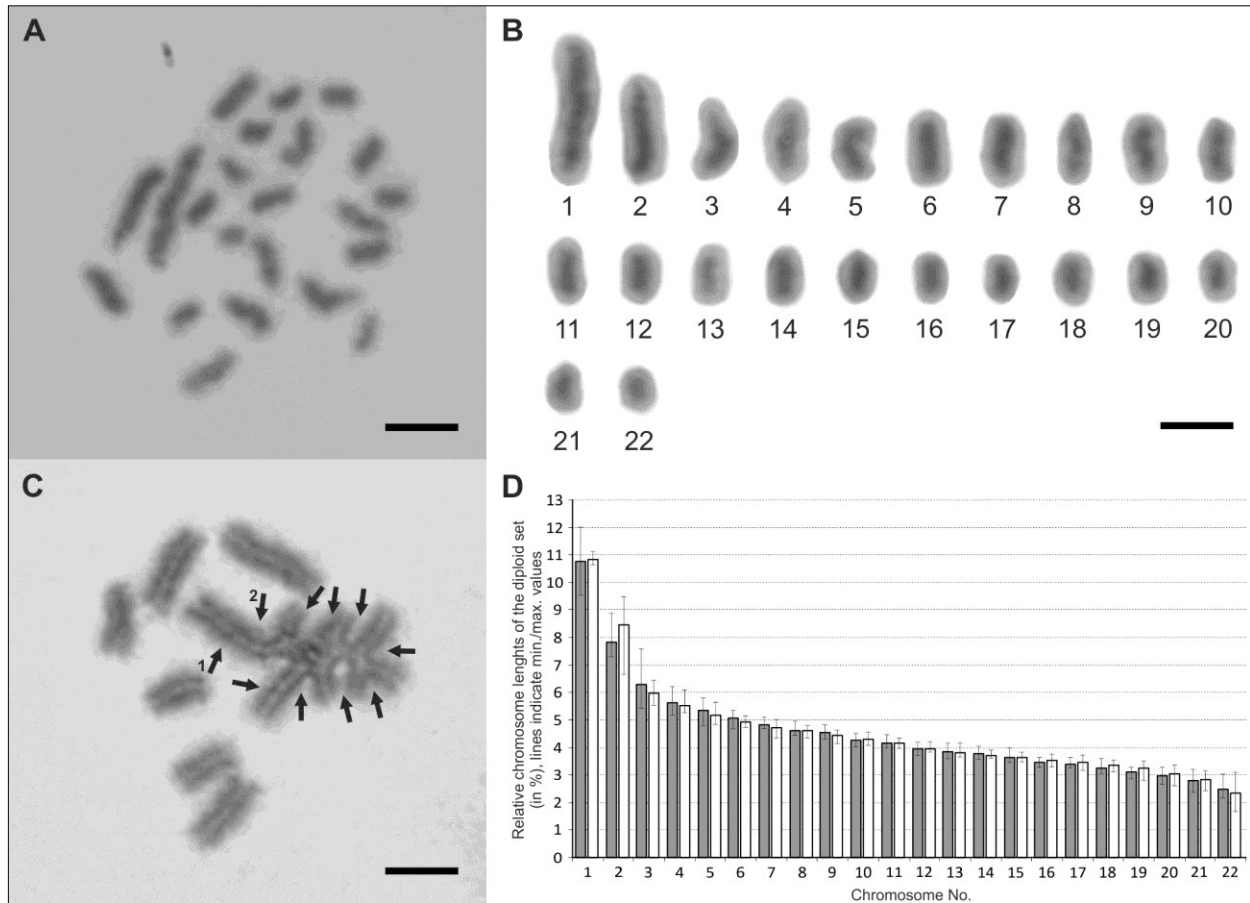 A
B
1 2 3 4 5 6 7 8 9 10
11 12 13 14 15 16 17 18 19 20
21 22
C
2
1
D
Relative chromosome lenghts of the diploid set
(in %), lines indicate min./max. values
13
12
11
10
9
8
7
6
5
4
3
2
1
0
1 2 3 4 5 6 7 8 9 10 11 12 13 14 15 16 17 18 19 20 21 22
Chromosome No.